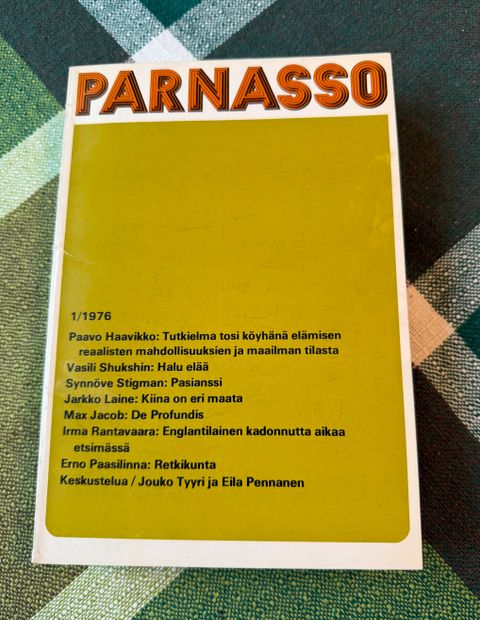 PARNASSO
1/1976
Paavo Haavikko: Tutkielma tosi köyhänä elämisen
reaalisten mahdollisuuksien ja maailman tilasta
Vasili Shukshin: Halu elää
Synnöve Stigman: Pasianssi
Jarkko Laine: Kiina on eri maata
Max Jacob: De Profundis
Irma Rantavaara: Englantilainen kadonnutta aikaa
etsimässä
Erno Paasilinna: Retkikunta
Keskustelua / Jouko Tyyri ja Eila Pennanen